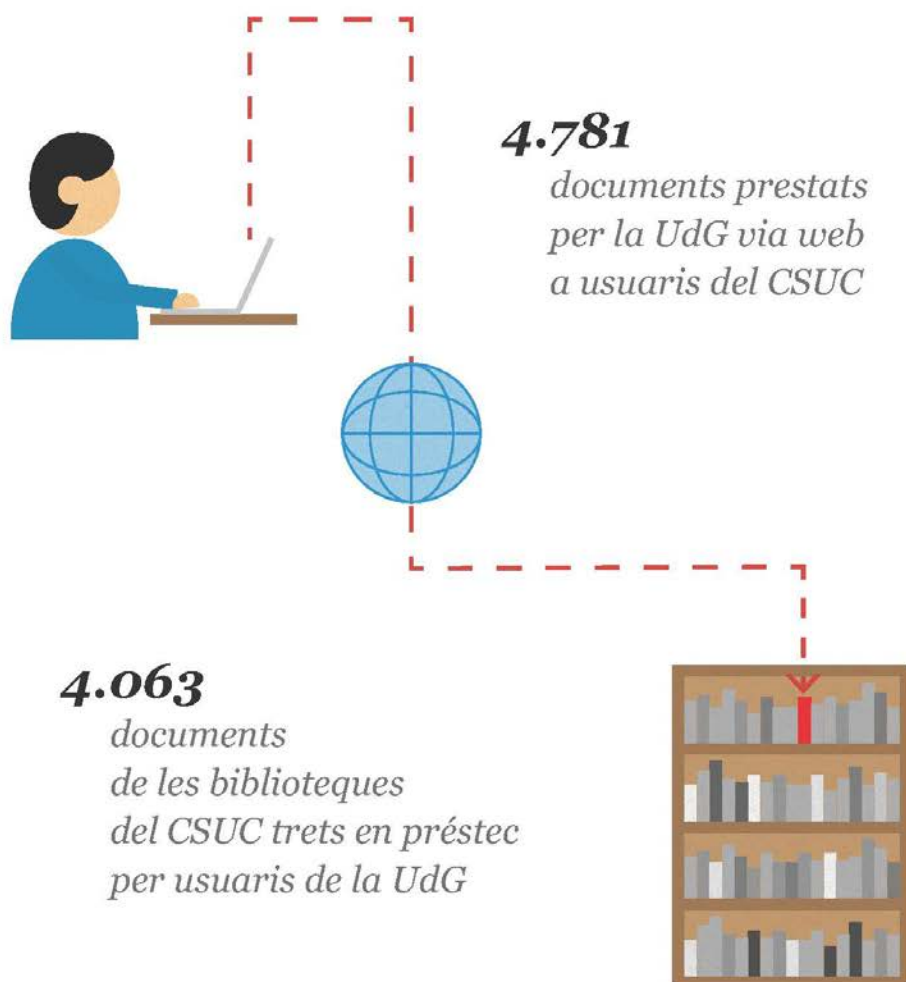 4.781
documents prestats
per la UdG via web
a usuaris del CSUC
4.063
documents
de les biblioteques
del CSUC trets en préstec
per usuaris de la UdG